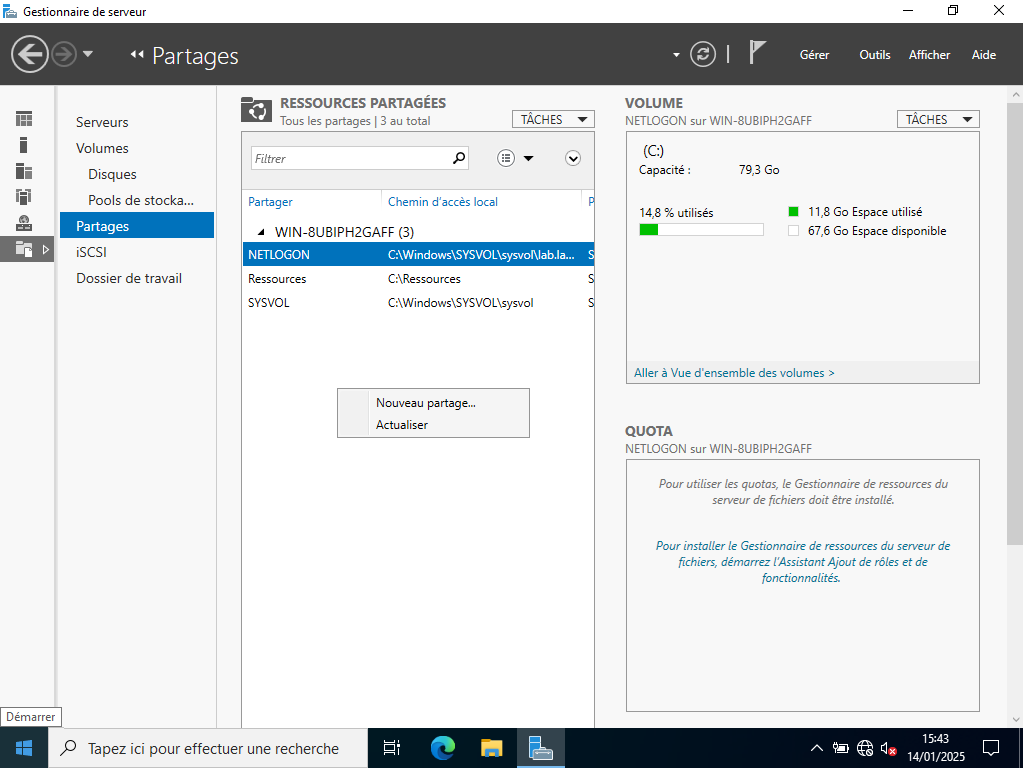 Gestionnaire de serveur
Partages
Gérer
Outils
Afficher
Aide
Serveurs
Volumes
Disques
Pools de stocka...
Partages
iSCSI
Dossier de travail
RESSOURCES PARTAGÉES
Tous les partages | 3 au total
TÂCHES
Filtrer
Partager
Chemin d'accès local
P
WIN-8UBIPH2GAFF (3)
NETLOGON
C:\Windows\SYSVOL\sysvol\lab.la...
S
Ressources
C:\Ressources
S
SYSVOL
C:\Windows\SYSVOL\sysvol
S
Nouveau partage...
Actualiser
VOLUME
NETLOGON sur WIN-8UBIPH2GAFF
TÂCHES
(C:)
Capacité :
79,3 Go
14,8 % utilisés
11,8 Go Espace utilisé
67,6 Go Espace disponible
Aller à Vue d'ensemble des volumes >
QUOTA
NETLOGON sur WIN-8UBIPH2GAFF
Pour utiliser les quotas, le Gestionnaire de ressources du
serveur de fichiers doit être installé.
Pour installer le Gestionnaire de ressources du serveur de
fichiers, démarrez l'Assistant Ajout de rôles et de
fonctionnalités.
Démarrer
Tapez ici pour effectuer une recherche
15:43
14/01/2025